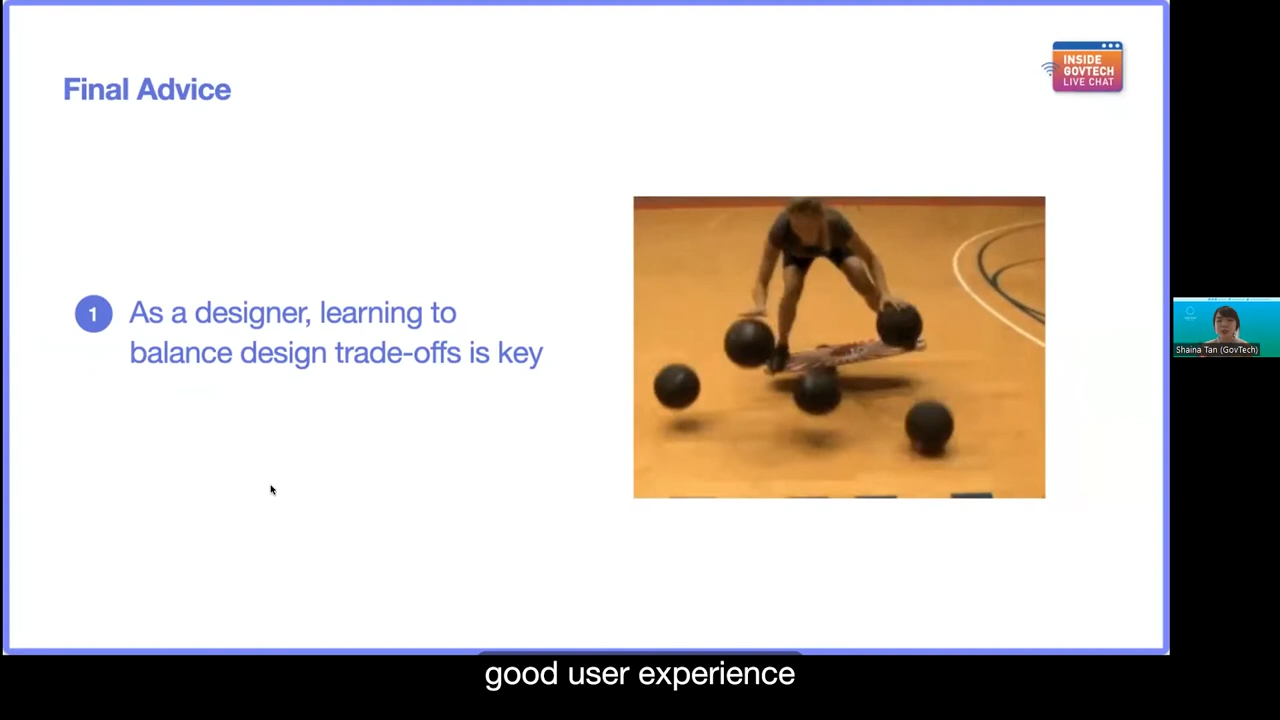 Final Advice
INSIDE
GOVTECH
LIVE CHAT
1
As a designer, learning to
balance design trade-offs is key
Shaina Tan (GovTech)
good user experience